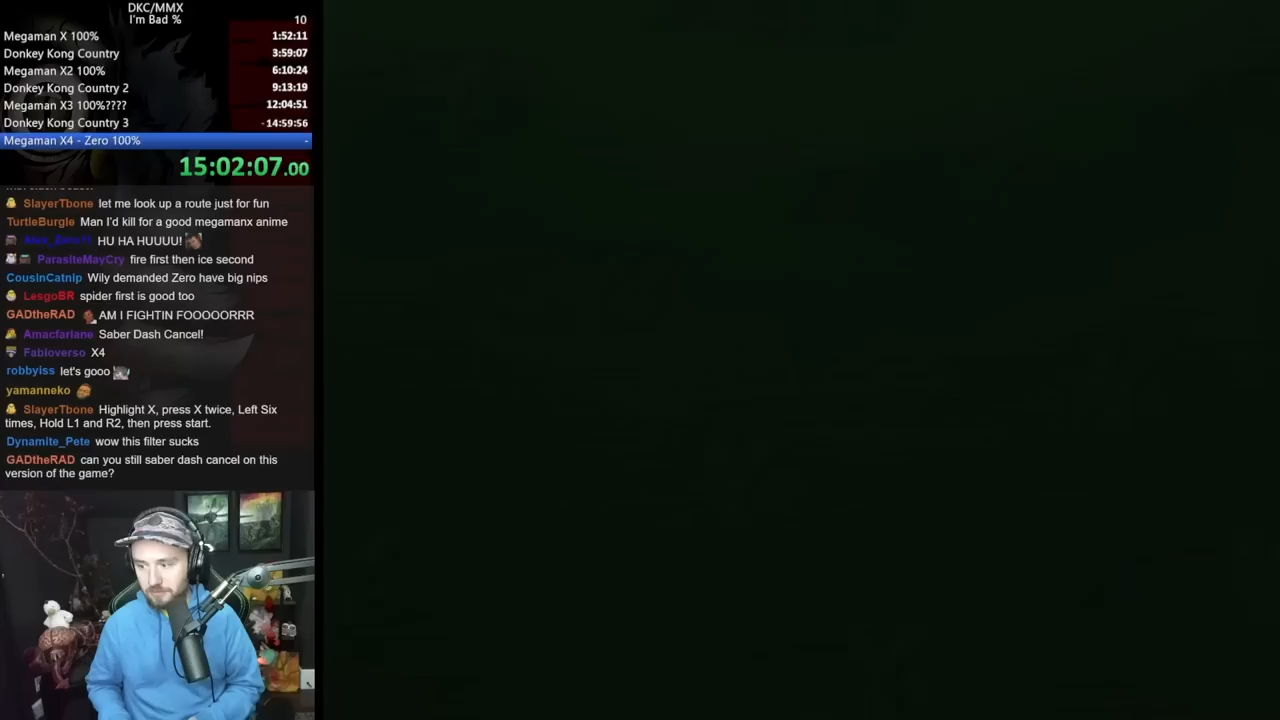 DKC/MMX
I'm Bad % 10
Megaman X 100% 1:52:11
Donkey Kong Country 3:59:07
Megaman X2 100% 6:10:24
Donkey Kong Country 2 9:13:19
Megaman X3 100%???? 12:04:51
Donkey Kong Country 3 - 14:59:56
Megaman X4 - Zero 100% -
15:02:07.00
SlayerTbone let me look up a route just for fun
TurtleBurgle Man I'd kill for a good megamanx anime
HU HA HUUUU!
ParasiteMayCry fire first then ice second
CousinCatnip Wily demanded Zero have big nips
LesgoBR spider first is good too
GADtheRAD AM I FIGHTIN FOOOOORRR
Amacfarlane Saber Dash Cancel!
Fabioverso X4
robbyiss let's gooo
yamanneko
SlayerTbone Highlight X, press X twice, Left Six
times, Hold L1 and R2, then press start.
Dynamite_Pete wow this filter sucks
GADtheRAD can you still saber dash cancel on this
version of the game?